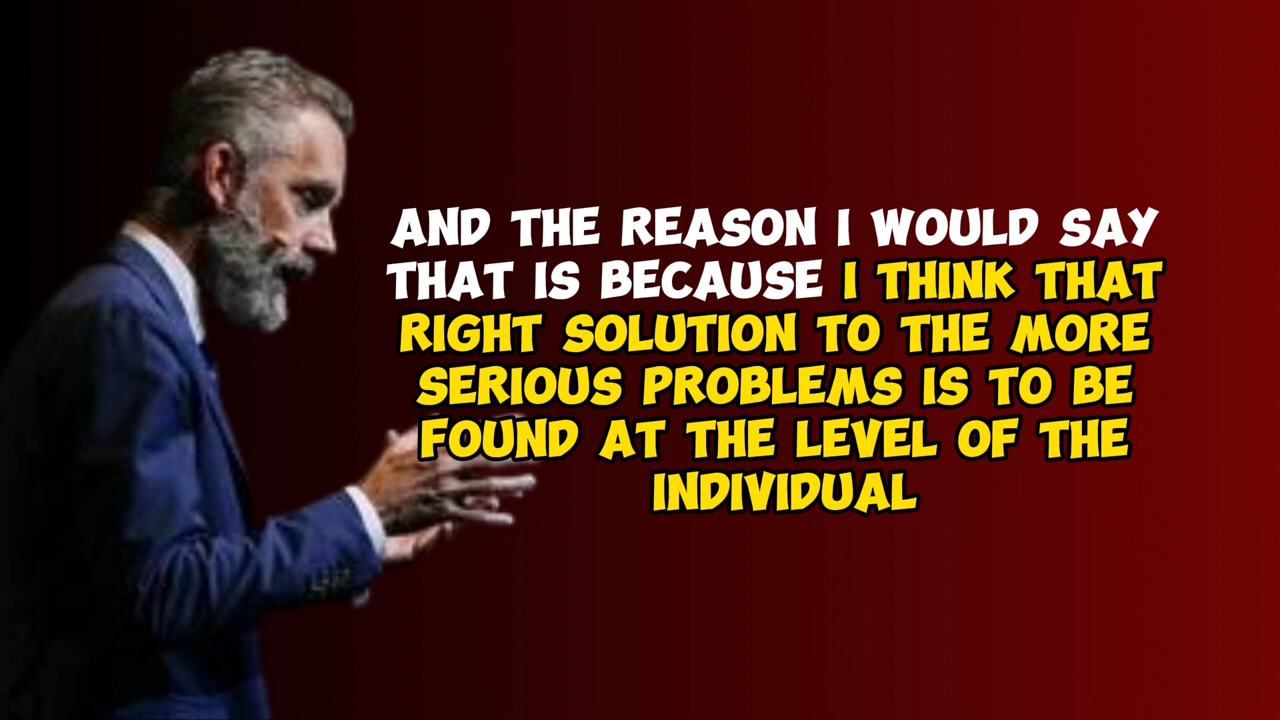 AND THE REASON I WOULD SAY
THAT IS BECAUSE I THINK THAT
RIGHT SOLUTION TO THE MORE
SERIOUS PROBLEMS IS TO BE
FOUND AT THE LEVEL OF THE
INDIVIDUAL